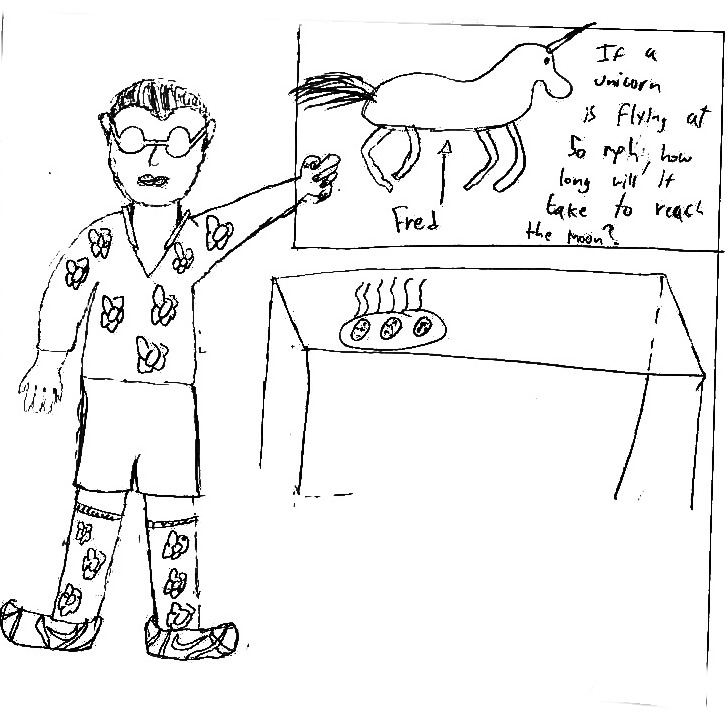 If a
unicorn
is flying at
50 mph, how
long will it
take to reach
the moon?
Fred